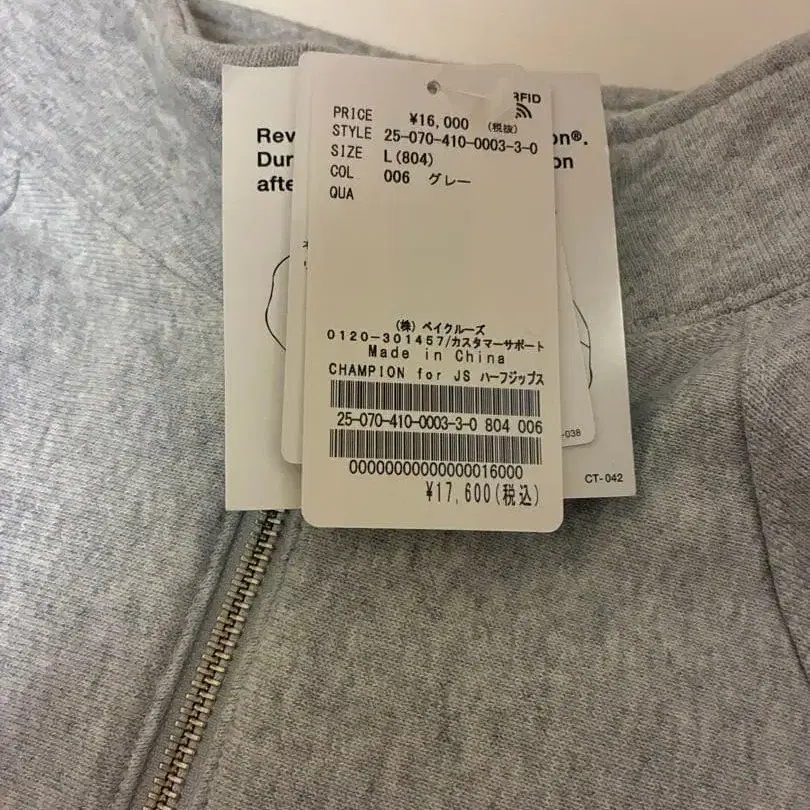 Rev
Dur
afte
on®.
on
RFID
PRICE ¥16,000 (税抜)
STYLE 25-070-410-0003-3-0
SIZE L(804)
COL 006 グレー
QUA
(株) ベイクルーズ
0120-301457/カスタマーサポート
Made in China
CHAMPION for JS ハーフジップス
25-070-410-0003-3-0 804 006
00000000000000016000
¥17,600(税込)
-038
CT-042